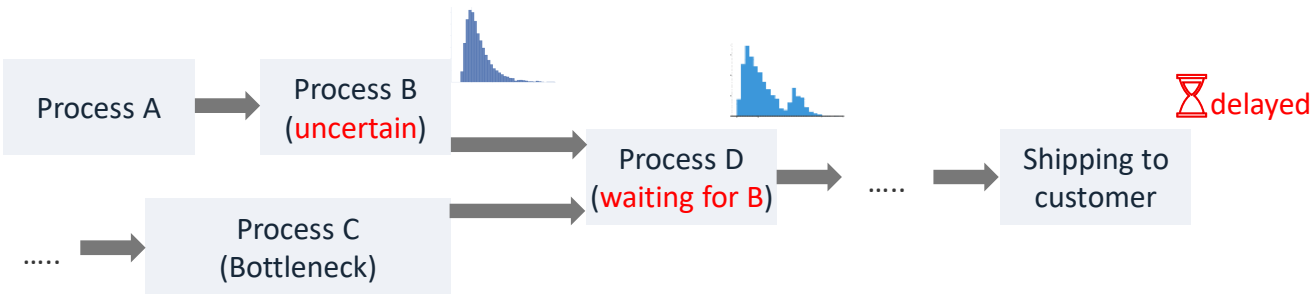 Process A
Process B
(uncertain)
Process C
(Bottleneck)
.....
Process D
(waiting for B)
.....
Shipping to
customer
delayed